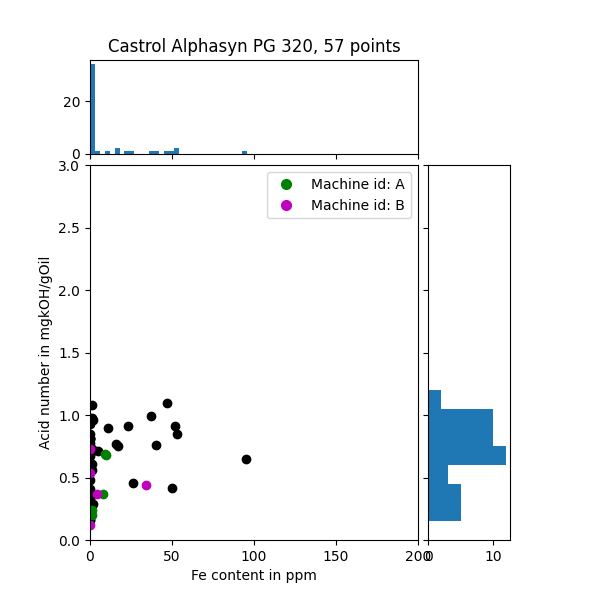 Castrol Alphasyn PG 320, 57 points
20
0
3.0
Machine id: A
Machine id: B
2.5
2.0
1.5
1.0
0.5
0.0
Acid number in mgkOH/gOil
0 50 100 150 200
0 10
Fe content in ppm